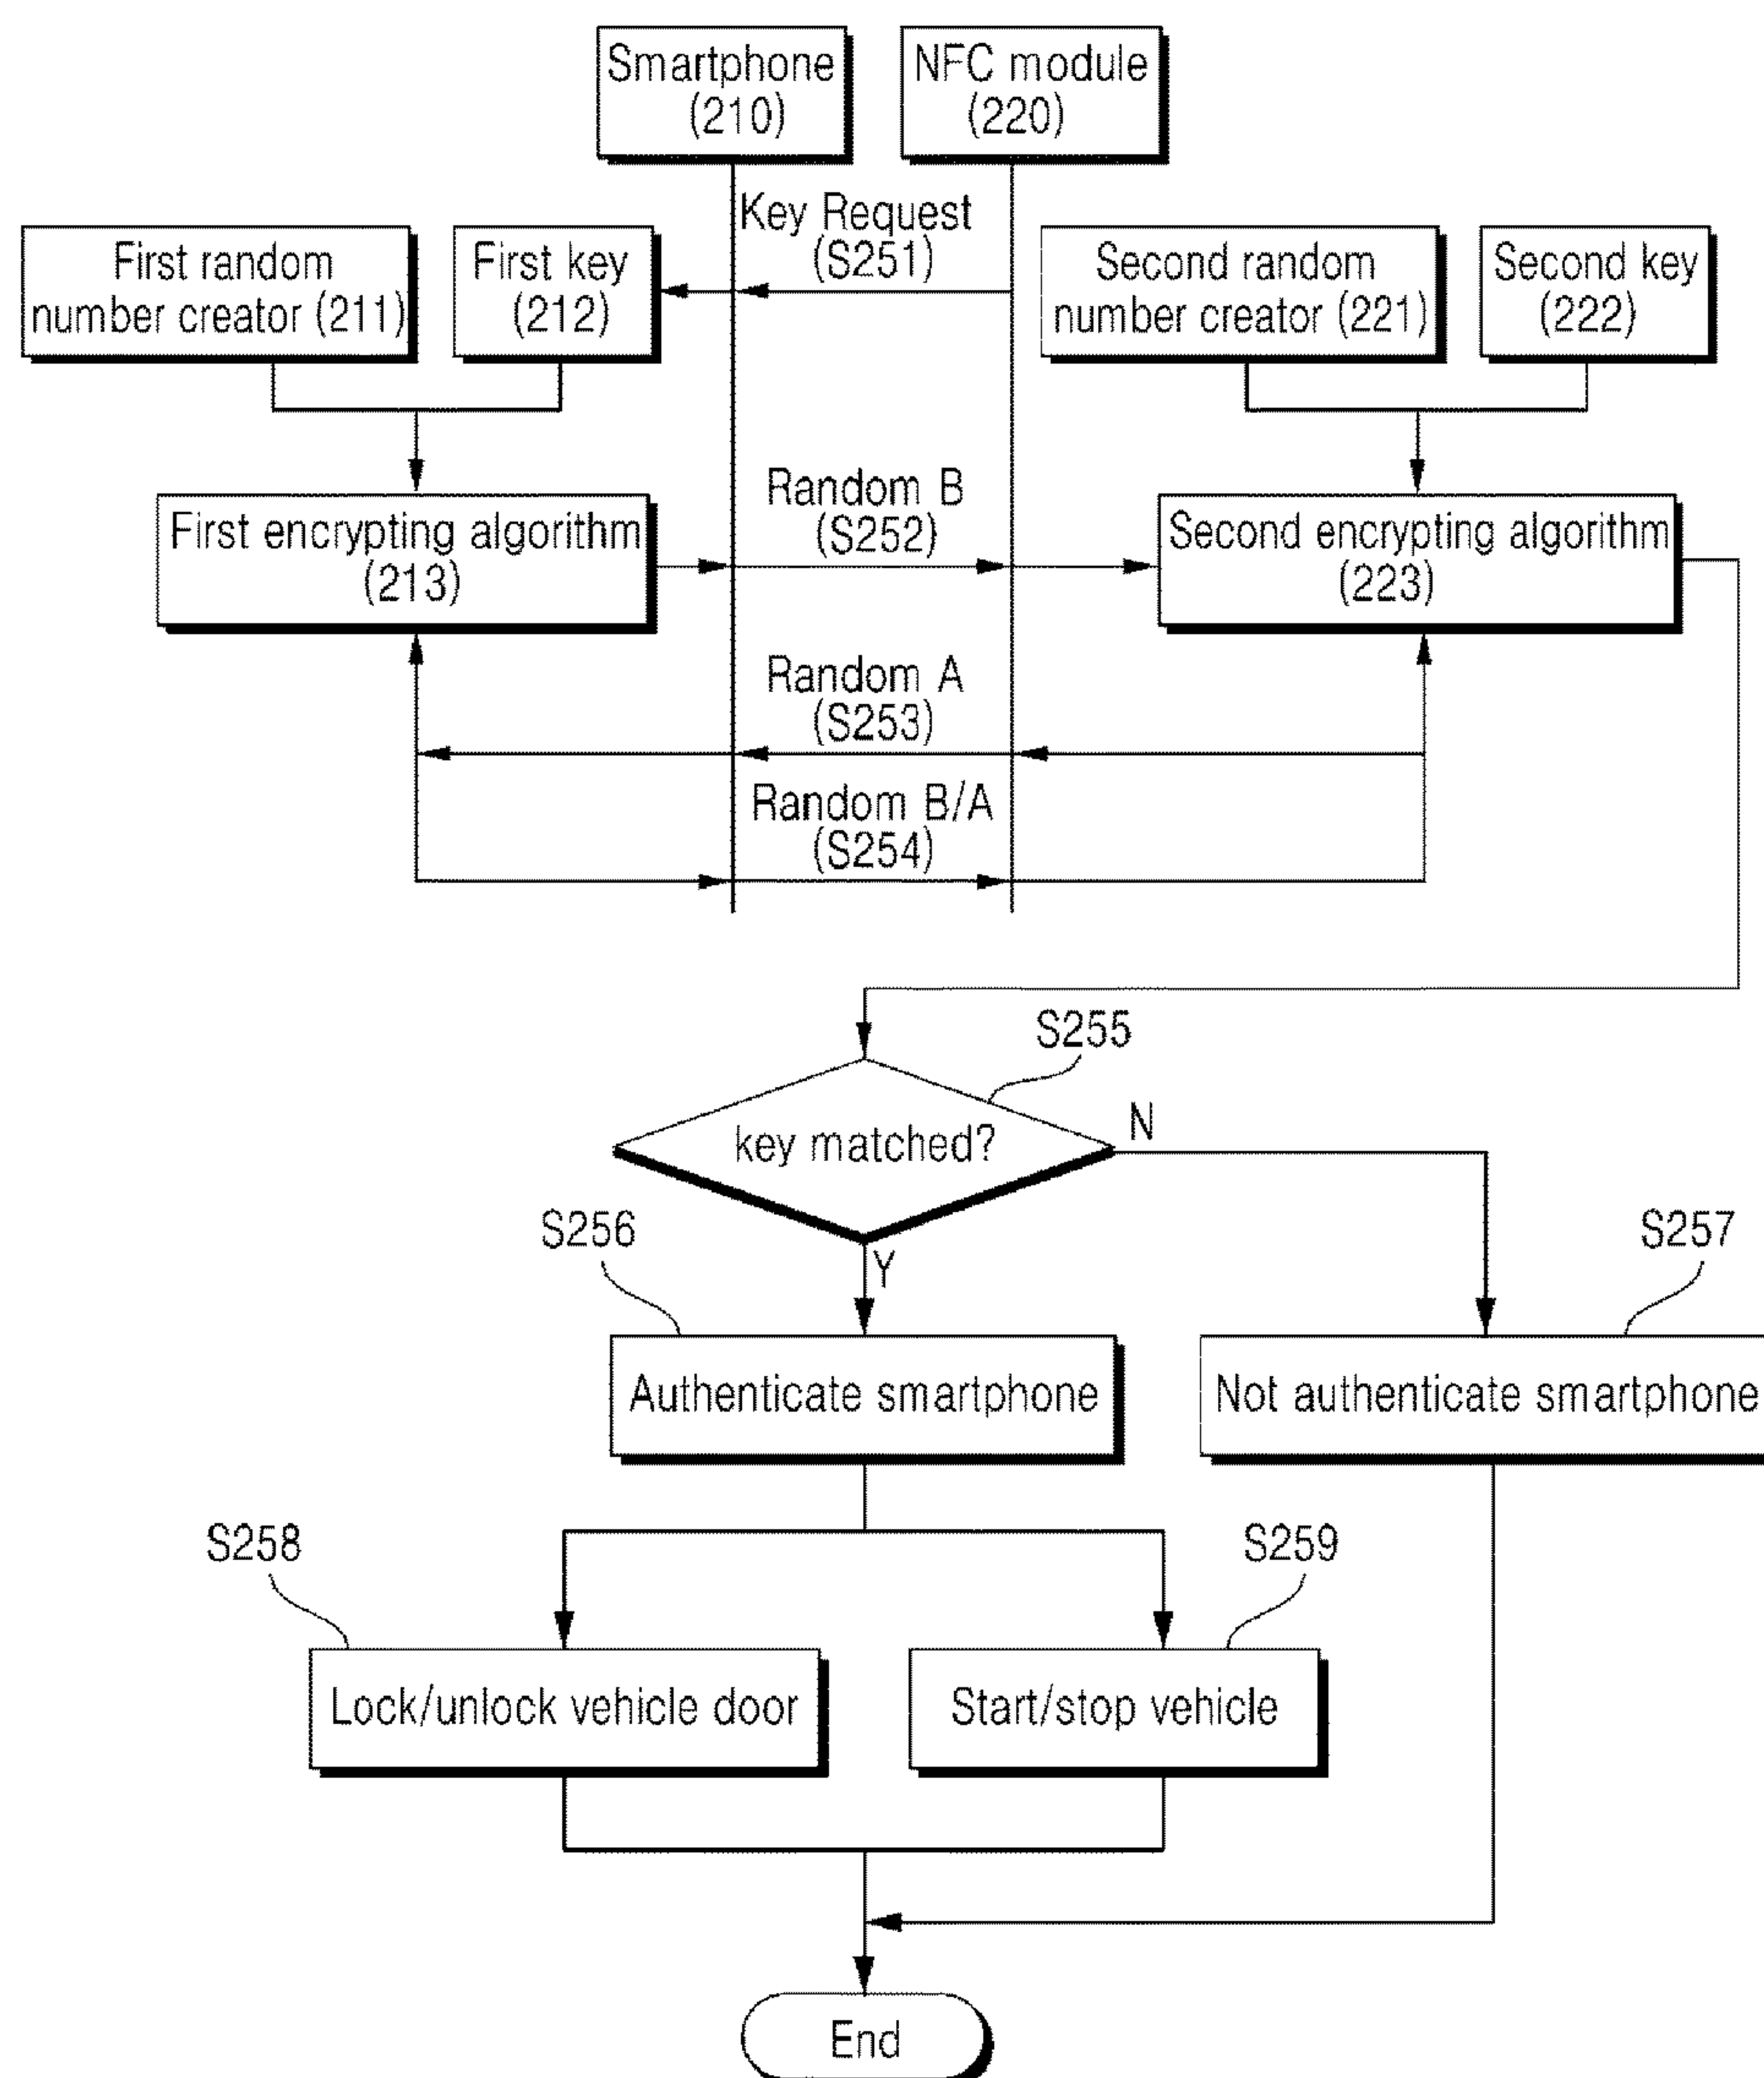 Smartphone
(210)
NFC module
(220)
Key Request
(S251)
First random
number creator (211)
First key
(212)
Second random
number creator (221)
Second key
(222)
Random B
(S252)
First encrypting algorithm
(213)
Second encrypting algorithm
(223)
Random A
(S253)
Random B/A
(S254)
S255
key matched?
N
Y
S256
S257
Authenticate smartphone
Not authenticate smartphone
S258
S259
Lock/unlock vehicle door
Start/stop vehicle
End